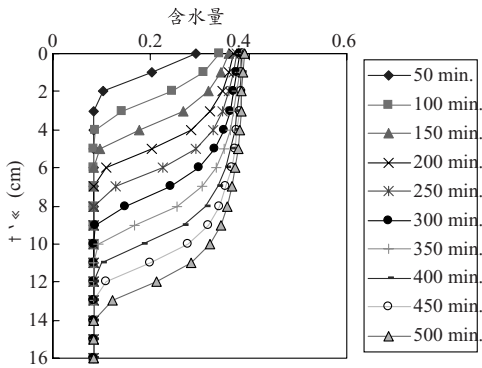 含水量
0 0.2 0.4 0.6
0
2
4
6
8
10
12
14
16
†丶« (cm)
50 min.
100 min.
150 min.
200 min.
250 min.
300 min.
350 min.
400 min.
450 min.
500 min.